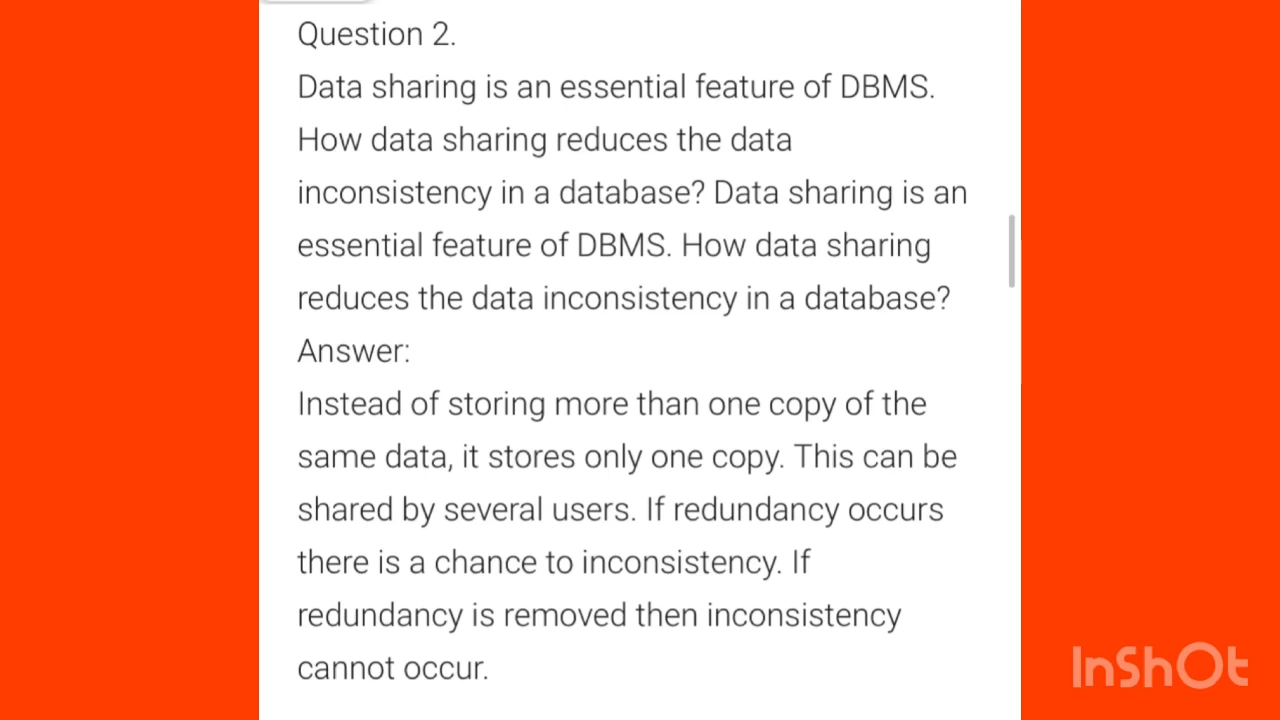 Question 2.
Data sharing is an essential feature of DBMS.
How data sharing reduces the data
inconsistency in a database? Data sharing is an
essential feature of DBMS. How data sharing
reduces the data inconsistency in a database?
Answer:
Instead of storing more than one copy of the
same data, it stores only one copy. This can be
shared by several users. If redundancy occurs
there is a chance to inconsistency. If
redundancy is removed then inconsistency
cannot occur.
InShOt